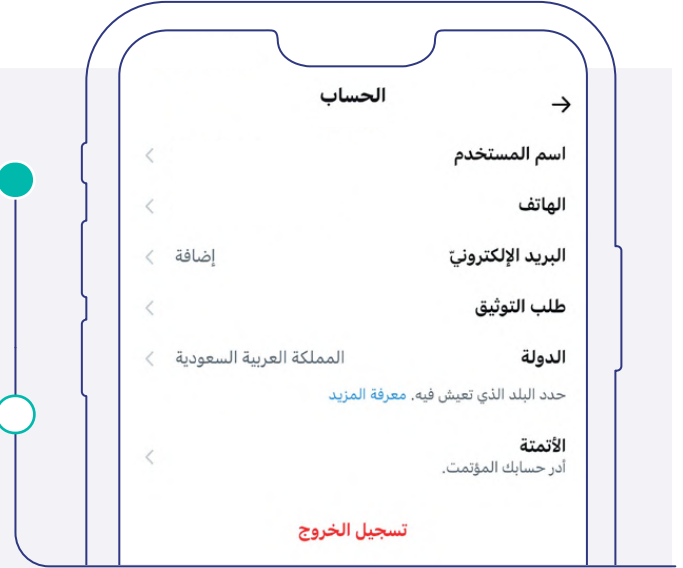 الحساب
اسم المستخدم
الهاتف
البريد الإلكترونيّ إضافة
طلب التوثيق
الدولة المملكة العربية السعودية
حدد البلد الذي تعيش فيه. معرفة المزيد
الأتمتة
أدر حسابك المؤتمت.
تسجيل الخروج